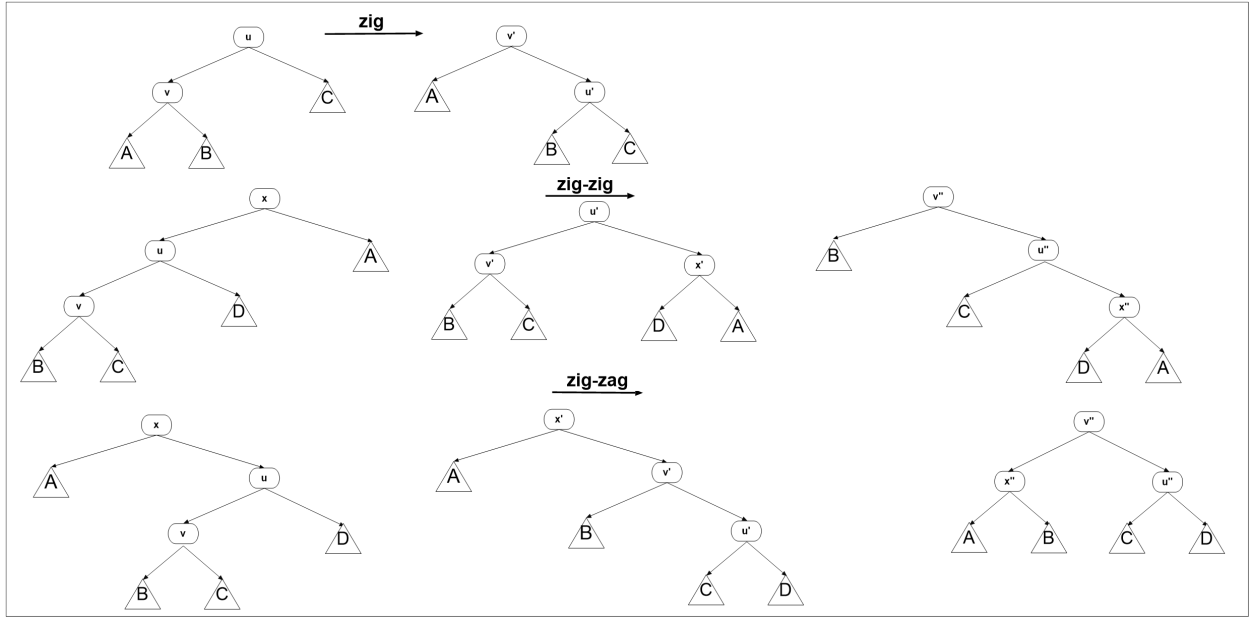 zig
u v'
v C A u'
A B B C
zig-zig
x u' v''
u A v' x' B u''
v D B C D A C x''
B C D A
zig-zag
x x' v''
A u A v' x'' u''
v D B u' A B C D
B C C D